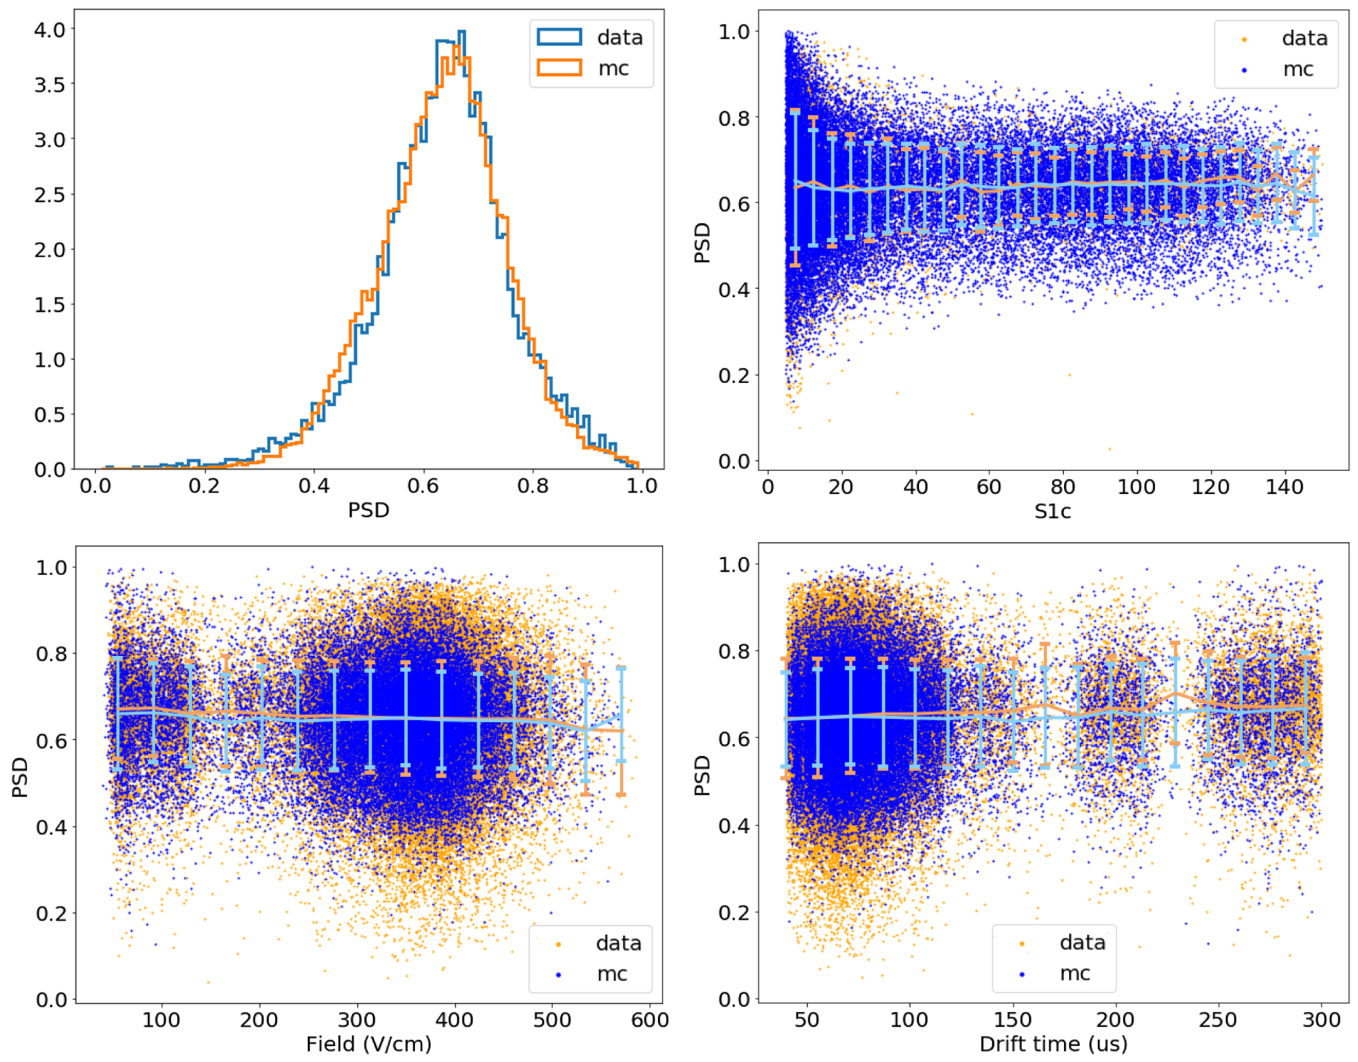 4.0
3.5
3.0
2.5
2.0
1.5
1.0
0.5
0.0
0.0 0.2 0.4 0.6 0.8 1.0
PSD
data
mc
1.0
0.8
0.6
0.4
0.2
0.0
PSD
0 20 40 60 80 100 120 140
S1c
data
mc
1.0
0.8
0.6
0.4
0.2
0.0
PSD
100 200 300 400 500 600
Field (V/cm)
data
mc
1.0
0.8
0.6
0.4
0.2
0.0
PSD
50 100 150 200 250 300
Drift time (us)
data
mc